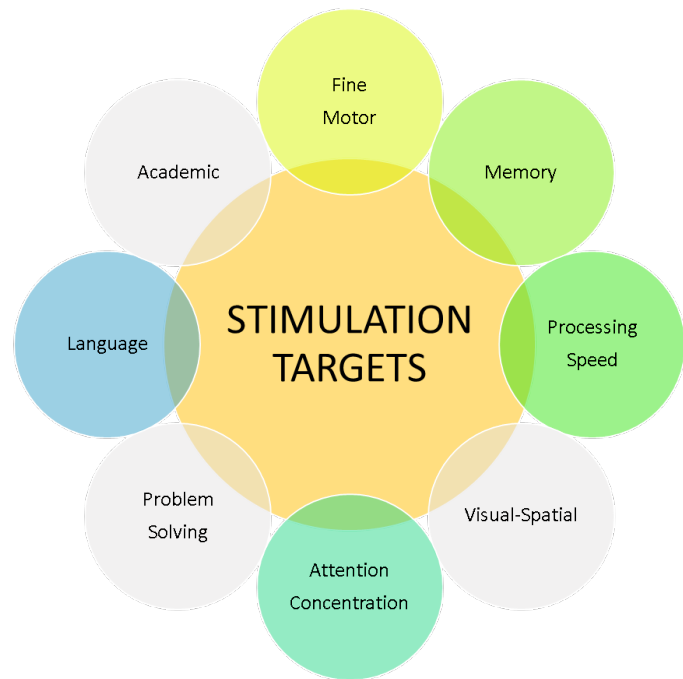 Fine
Motor
Academic
Memory
STIMULATION
TARGETS
Language
Processing
Speed
Problem
Solving
Visual-Spatial
Attention
Concentration